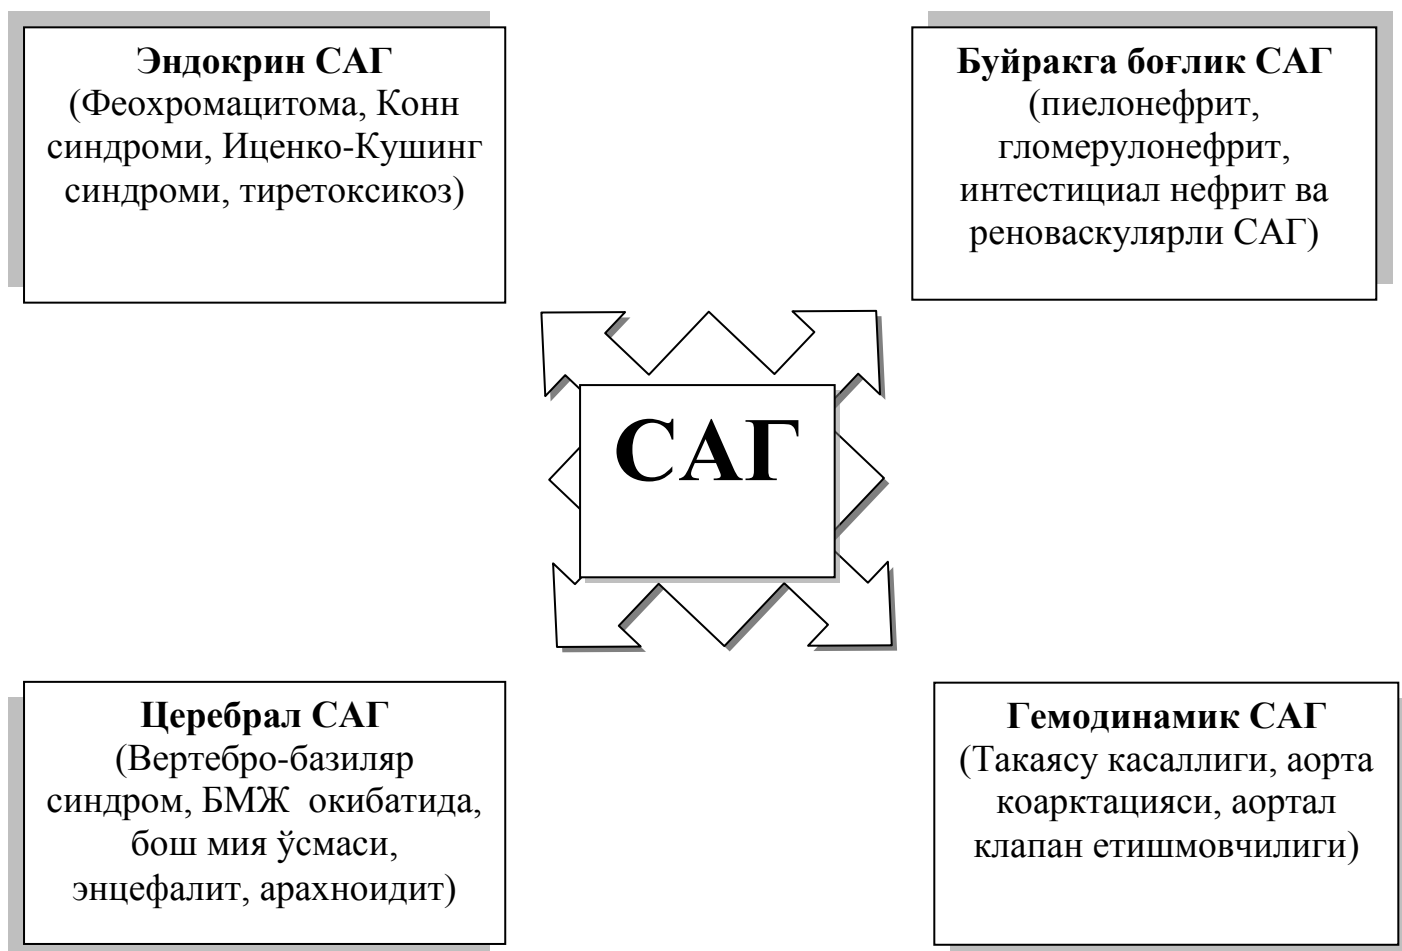 Эндокрин САГ
(Феохромацитома, Конн
синдроми, Иценко-Кушинг
синдроми, тиретоксикоз)
Буйракга боғлик САГ
(пиелонефрит,
гломерулонефрит,
интестициал нефрит ва
реноваскулярли САГ)
САГ
Церебрал САГ
(Вертебро-базиляр
синдром, БМЖ  окибатида,
бош мия ўсмаси,
энцефалит, арахноидит)
Гемодинамик САГ
(Такаясу касаллиги, аорта
коарктацияси, аортал
клапан етишмовчилиги)